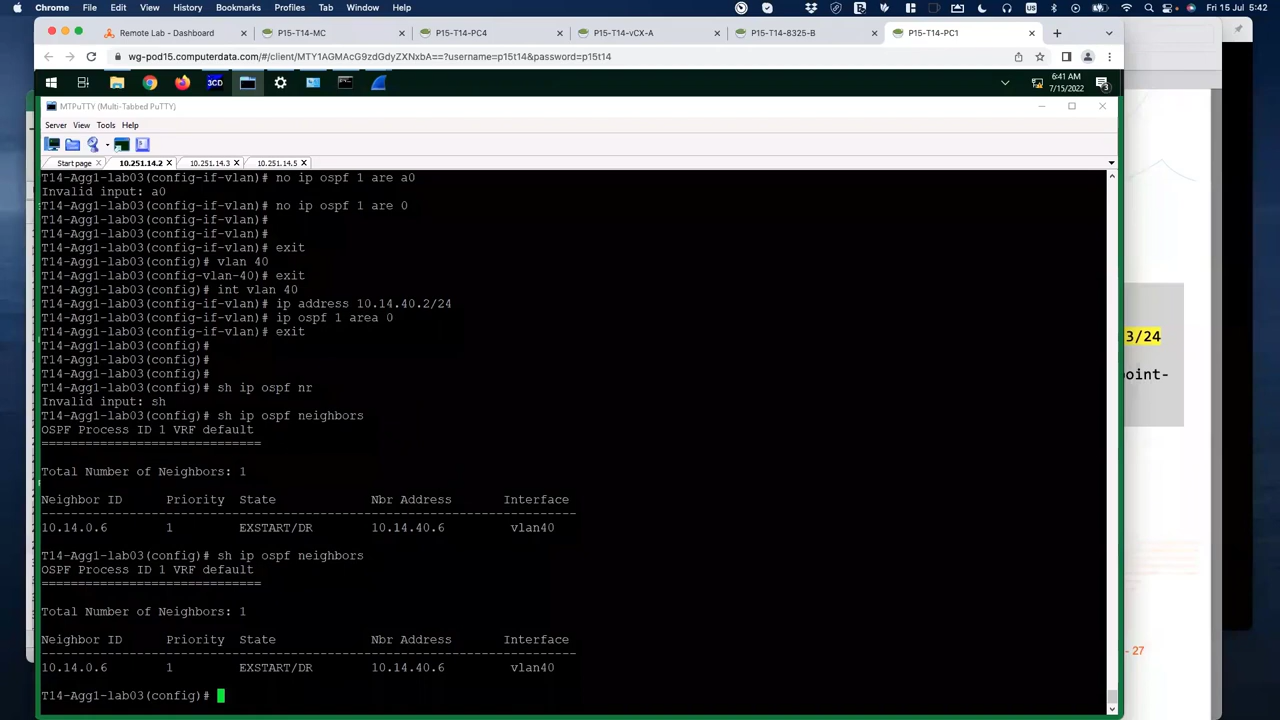 Chrome File Edit View History Bookmarks Profiles Tab Window Help Fri 15 Jul 5:42
Remote Lab - Dashboard P15-T14-MC P15-T14-PC4 P15-T14-vCX-A P15-T14-8325-B P15-T14-PC1
wg-pod15.computerdata.com/#/client/MTY1AGMAcG9zdGdyZXNxbA==?username=p15t14&password=p15t14
3CD
6:41 AM
7/15/2022
3
MTPuTTY (Multi-Tabbed PuTTY)
Server View Tools Help
Start page 10.251.14.2 10.251.14.3 10.251.14.5
T14-Agg1-lab03(config-if-vlan)# no ip ospf 1 are a0
Invalid input: a0
T14-Agg1-lab03(config-if-vlan)# no ip ospf 1 are 0
T14-Agg1-lab03(config-if-vlan)#
T14-Agg1-lab03(config-if-vlan)#
T14-Agg1-lab03(config-if-vlan)# exit
T14-Agg1-lab03(config)# vlan 40
T14-Agg1-lab03(config-vlan-40)# exit
T14-Agg1-lab03(config)# int vlan 40
T14-Agg1-lab03(config-if-vlan)# ip address 10.14.40.2/24
T14-Agg1-lab03(config-if-vlan)# ip ospf 1 area 0
T14-Agg1-lab03(config-if-vlan)# exit
T14-Agg1-lab03(config)#
T14-Agg1-lab03(config)#
T14-Agg1-lab03(config)#
T14-Agg1-lab03(config)# sh ip ospf nr
Invalid input: sh
T14-Agg1-lab03(config)# sh ip ospf neighbors
OSPF Process ID 1 VRF default
==============================
Total Number of Neighbors: 1
Neighbor ID Priority State Nbr Address Interface
-------------------------------------------------------------------------
10.14.0.6 1 EXSTART/DR 10.14.40.6 vlan40
T14-Agg1-lab03(config)# sh ip ospf neighbors
OSPF Process ID 1 VRF default
==============================
Total Number of Neighbors: 1
Neighbor ID Priority State Nbr Address Interface
-------------------------------------------------------------------------
10.14.0.6 1 EXSTART/DR 10.14.40.6 vlan40
T14-Agg1-lab03(config)#
3/24
point-
- 27